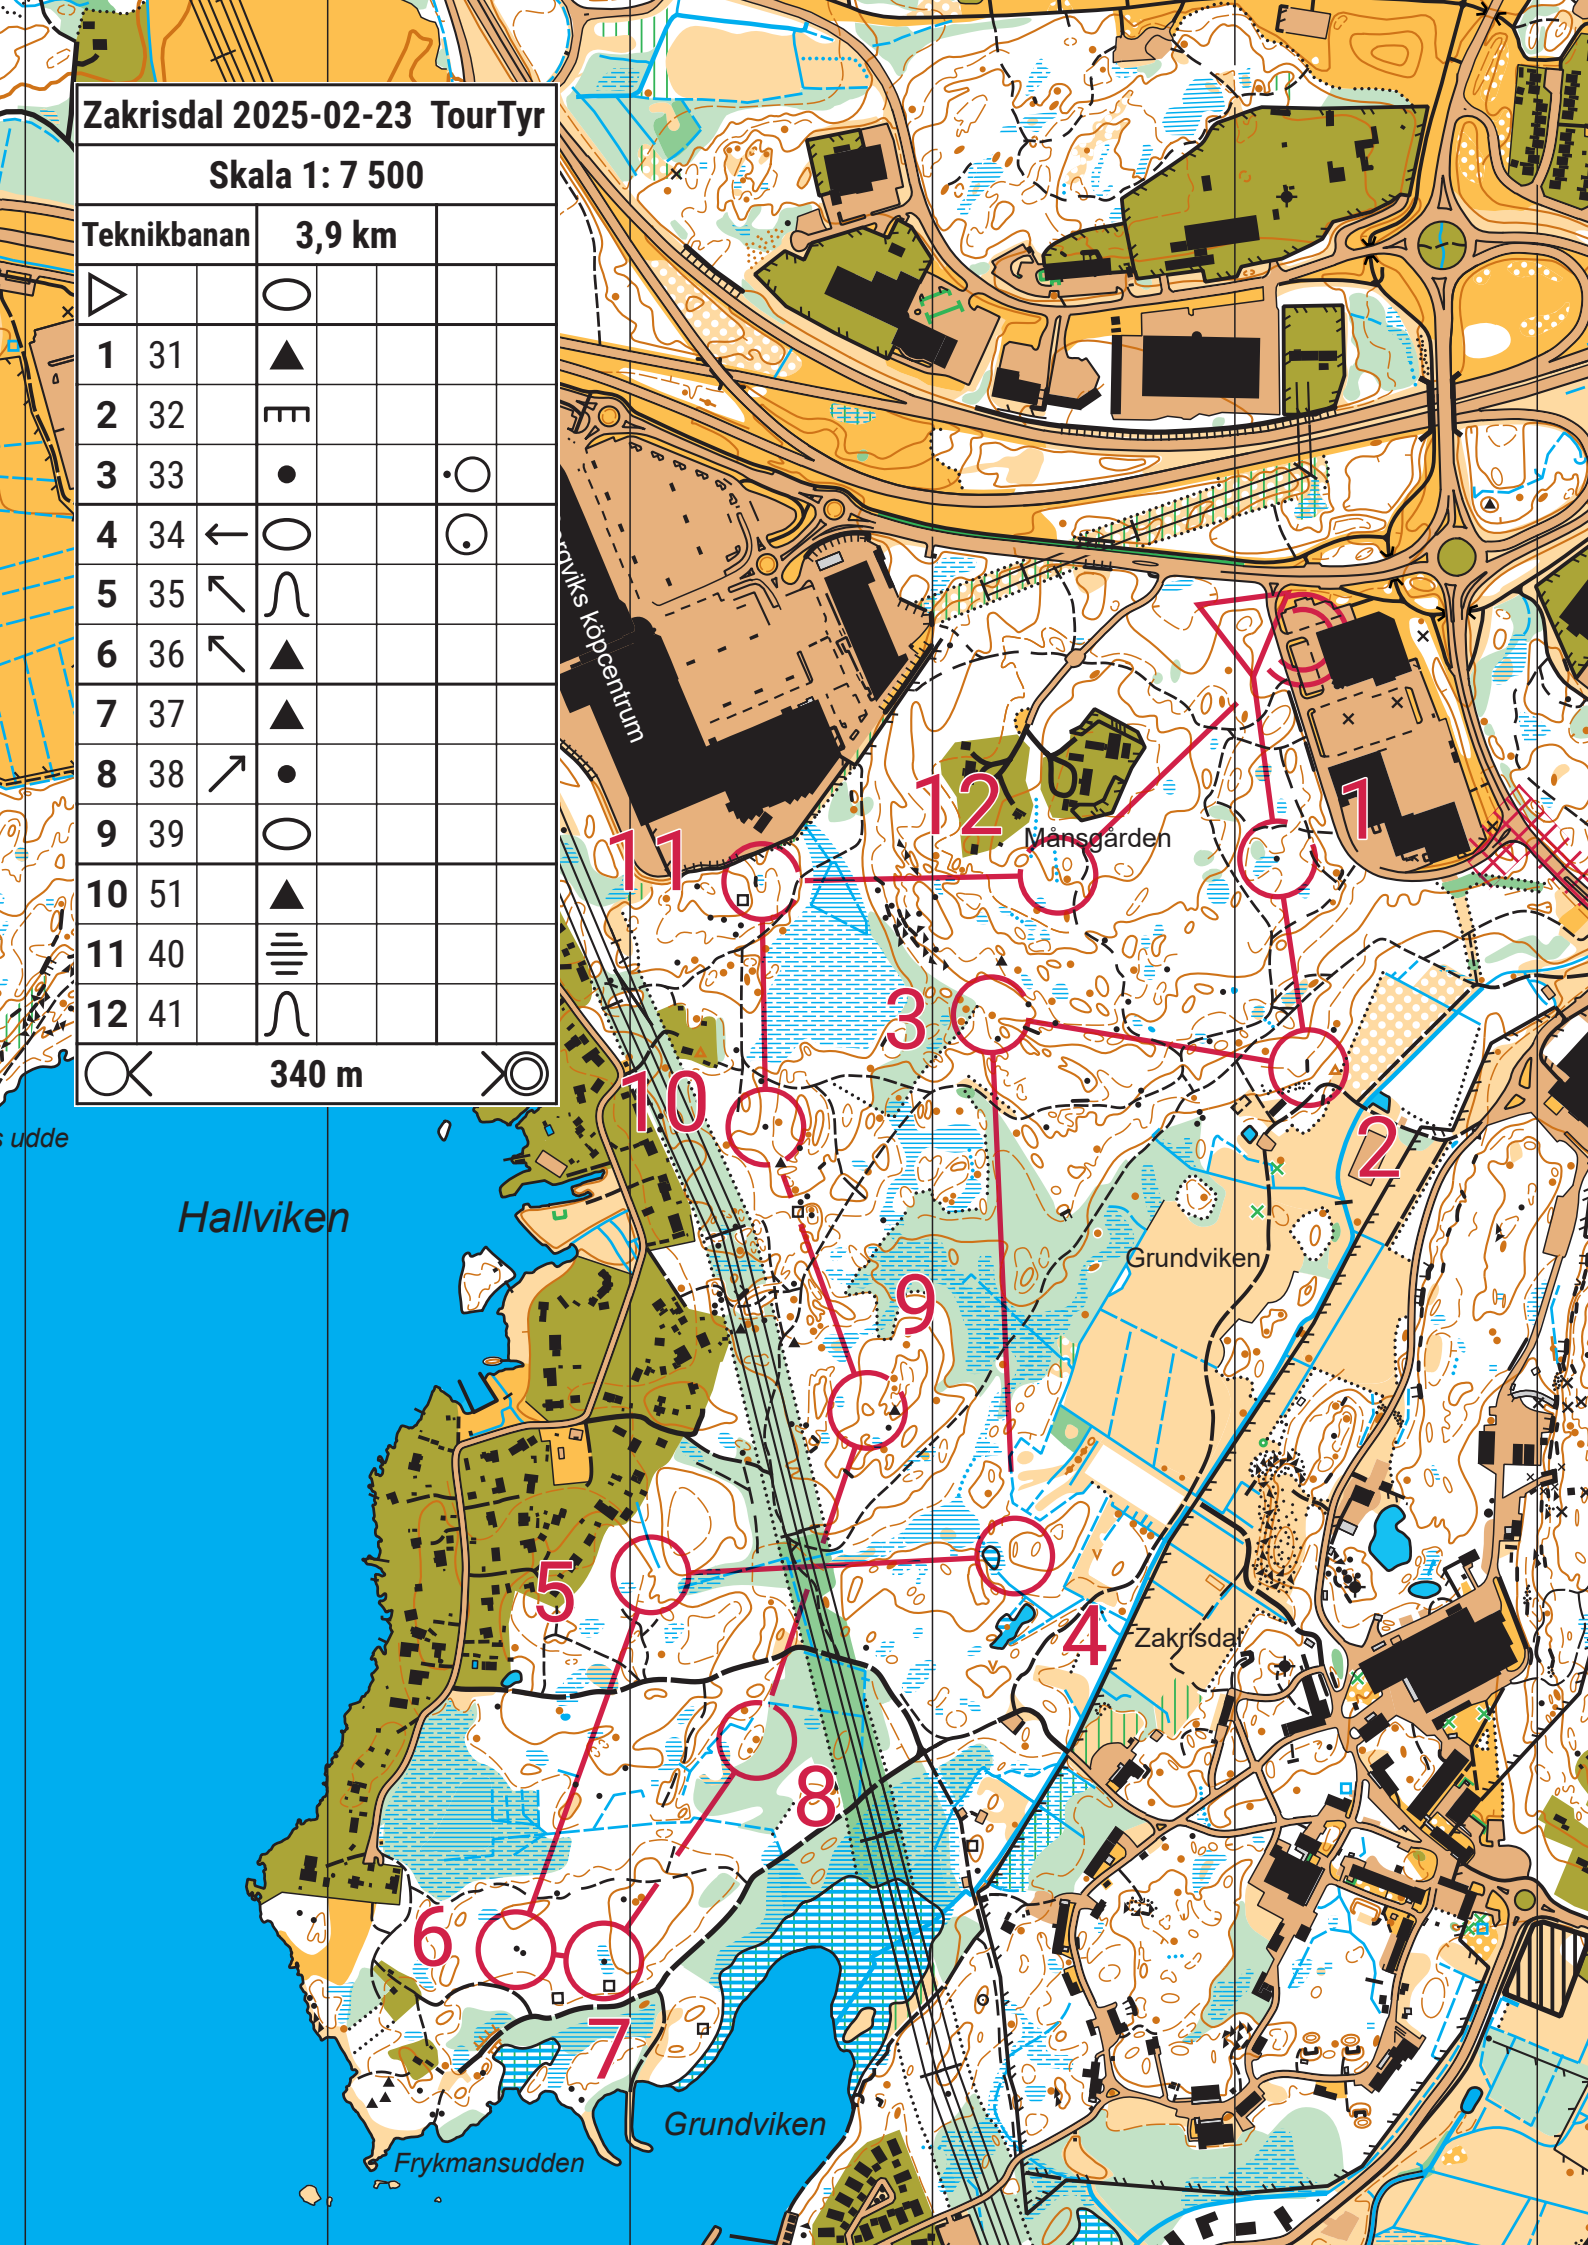 Zakrisdal 2025-02-23 TourTyr
Skala 1: 7 500
Teknikbanan 3,9 km
1 31
2 32
3 33
4 34
5 35
6 36
7 37
8 38
9 39
10 51
11 40
12 41
340 m
köpcentrum
1
12
Månsgården
11
3
10
2
udde
Hallviken
Grundviken
9
5
4
Zakrisdal
8
6
7
Grundviken
Frykmansudden